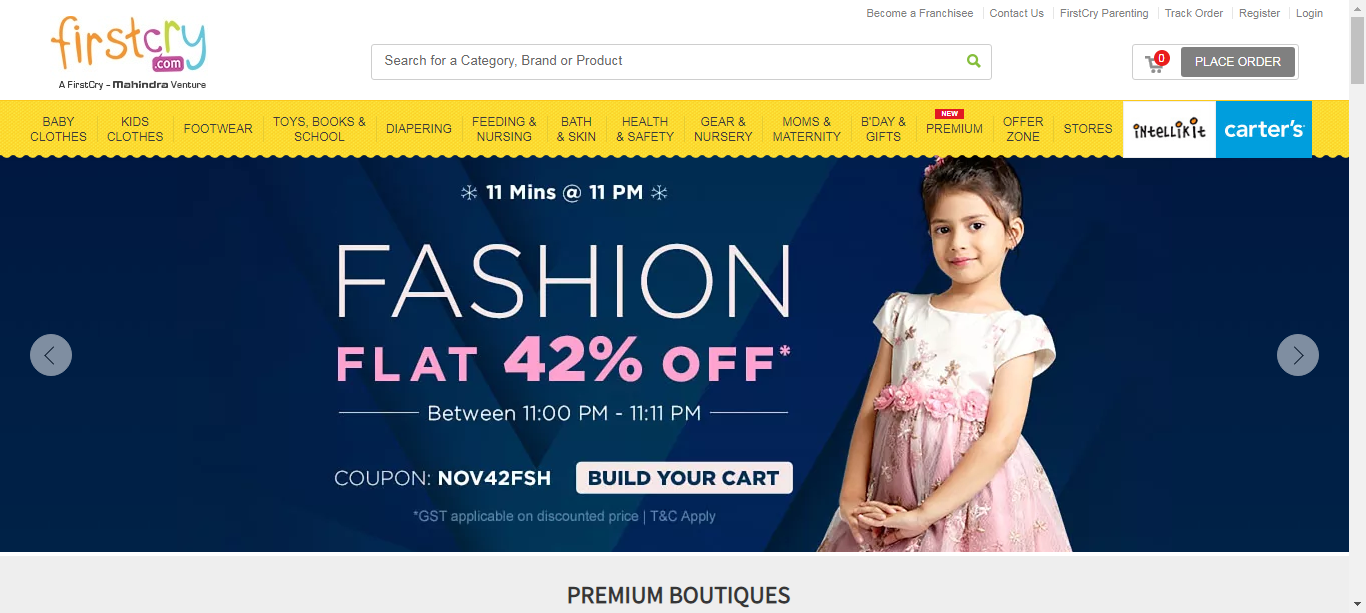 Become a Franchisee Contact Us FirstCry Parenting Track Order Register Login
firstcry
.com
A FirstCry - Mahindra Venture
Search for a Category, Brand or Product
0
PLACE ORDER
BABY
CLOTHES
KIDS
CLOTHES
FOOTWEAR
TOYS, BOOKS &
SCHOOL
DIAPERING
FEEDING &
NURSING
BATH
& SKIN
HEALTH
& SAFETY
GEAR &
NURSERY
MOMS &
MATERNITY
B'DAY &
GIFTS
NEW
PREMIUM
OFFER
ZONE
STORES
intellikit
carter's
11 Mins @ 11 PM
FASHION
FLAT 42% OFF*
Between 11:00 PM - 11:11 PM
COUPON: NOV42FSH
BUILD YOUR CART
*GST applicable on discounted price | T&C Apply
PREMIUM BOUTIQUES